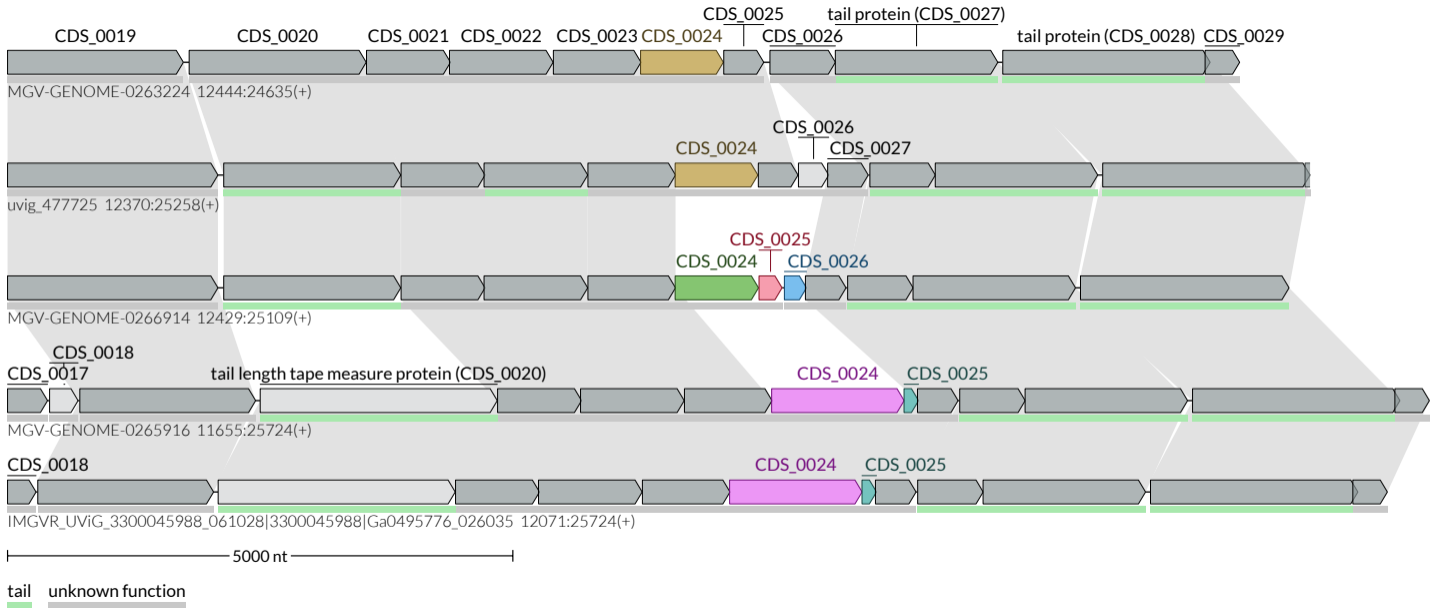 CDS_0025 tail protein (CDS_0027)
CDS_0019 CDS_0020 CDS_0021 CDS_0022 CDS_0023 CDS_0024 CDS_0026 tail protein (CDS_0028) CDS_0029
MGV-GENOME-0263224 12444:24635(+)
CDS_0026
CDS_0024 CDS_0027
uvig_477725 12370:25258(+)
CDS_0025
CDS_0024 CDS_0026
MGV-GENOME-0266914 12429:25109(+)
CDS_0018
CDS_0017 tail length tape measure protein (CDS_0020) CDS_0024 CDS_0025
MGV-GENOME-0265916 11655:25724(+)
CDS_0018 CDS_0024 CDS_0025
IMGVR_UViG_3300045988_061028|3300045988|Ga0495776_026035 12071:25724(+)
5000 nt
tail unknown function